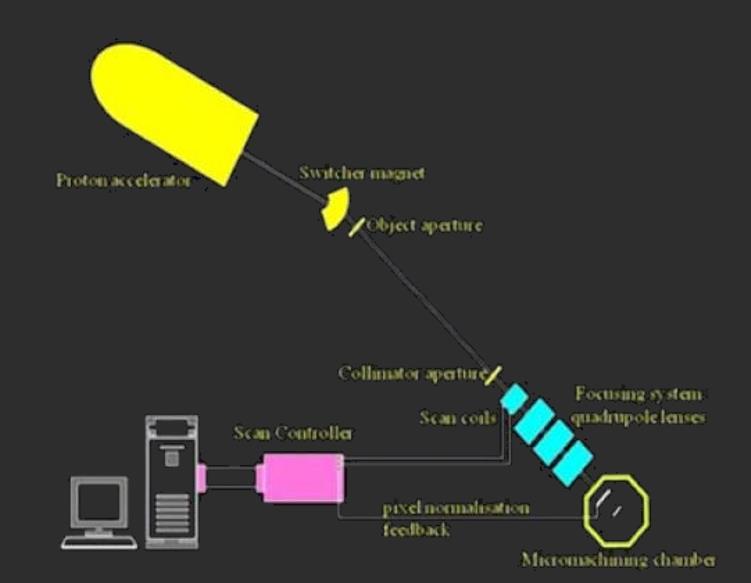 Switcher magnet
Proton accelerator
Object aperture
Collimator aperture
Focusing system
quadrupole lenses
Scan coils
Scan Controller
pixel normalisation
feedback
Micromachining chamber